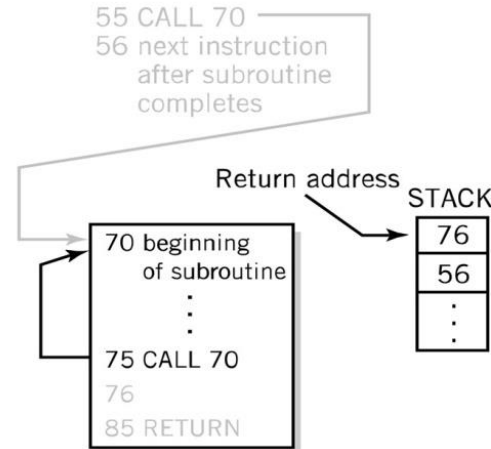 55 CALL 70
56 next instruction
after subroutine
completes
Return address
STACK
76
56
70 beginning
of subroutine
75 CALL 70
76
85 RETURN